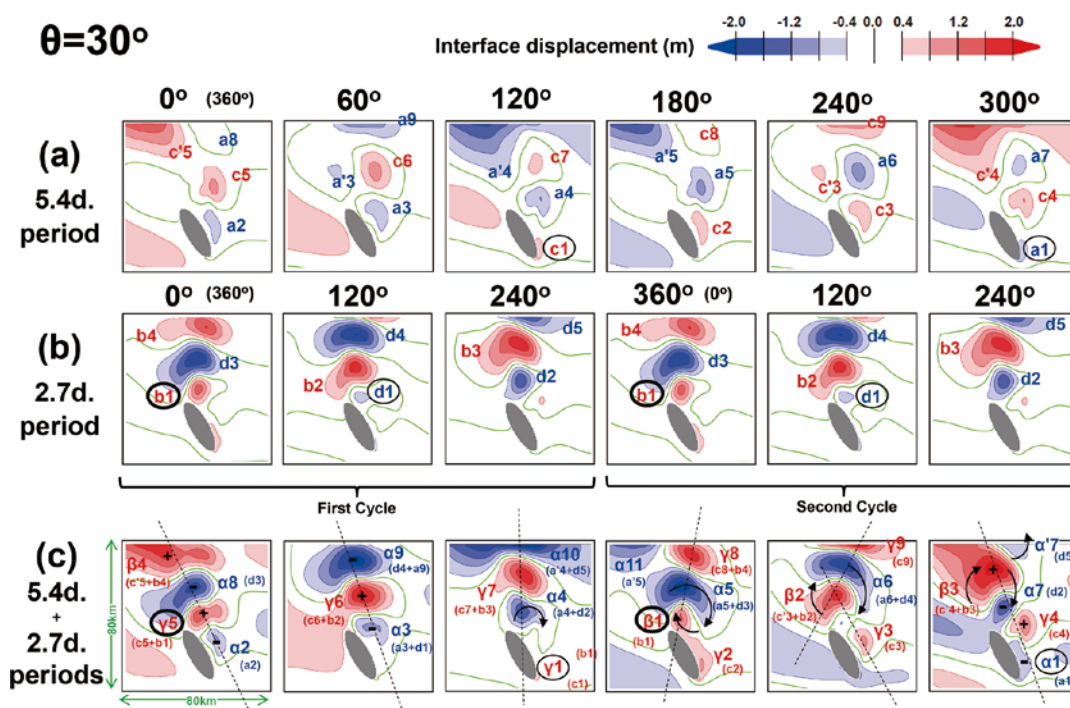 θ=30°
Interface displacement (m)
-2.0 -1.2 -0.4 0.0 0.4 1.2 2.0
0° (360°) 60° 120° 180° 240° 300°
(a)
5.4d.
period
a8 c'5 c5 a2
a9 c6 a'3 a3
c7 a'4 a4 c1
c8 a'5 a5 c2
c9 a6 c'3 c3
a7 c'4 c4 a1
0° (360°) 120° 240° 360° (0°) 120° 240°
(b)
2.7d.
period
b4 d3 b1
d4 b2 d1
d5 b3 d2
b4 d3 b1
d4 b2 d1
d5 b3 d2
First Cycle Second Cycle
(c)
5.4d.
+
2.7d.
periods
+ β4 (c'5+b4) - α8 (d3) + γ5 (c5+b1) - α2 (a2)
80km
80km
- α9 (d4+a9) + γ6 (c6+b2) - α3 (a3+d1)
α10 (a'4+d5) γ7 (c7+b3) α4 (a4+d2) (b1) γ1 (c1)
γ8 (c8+b4) α11 (a'5) α5 (a5+d3) β1 (b1) γ2 (c2)
γ9 (c9) α6 (a6+d4) β2 (c'3+b2) γ3 (c3)
α'7 (d5) + β3 (c'4+b3) α7 (d2) - γ4 (c4) + α1 (a1) -